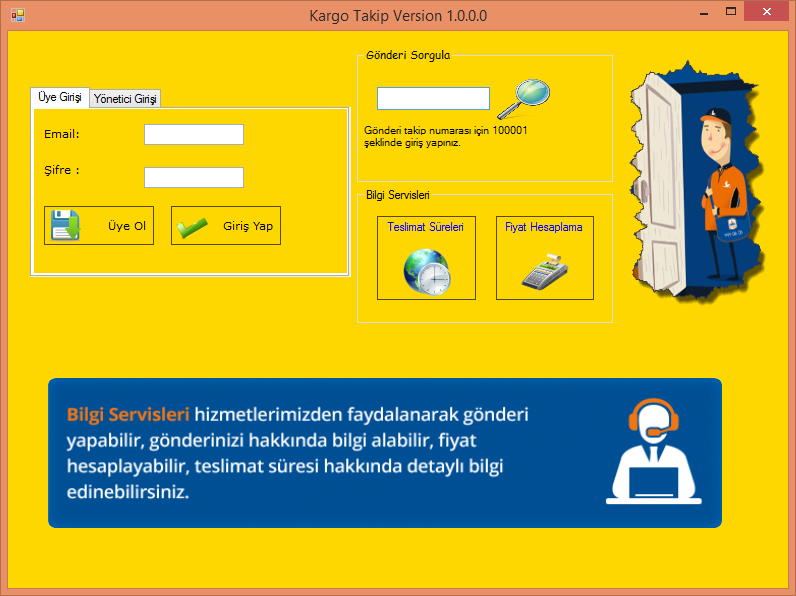 Kargo Takip Version 1.0.0.0
Üye Girişi
Yönetici Girişi
Email:
Şifre :
Üye Ol
Giriş Yap
Gönderi Sorgula
Gönderi takip numarası için 100001
şeklinde giriş yapınız.
Bilgi Servisleri
Teslimat Süreleri
Fiyat Hesaplama
Bilgi Servisleri hizmetlerimizden faydalanarak gönderi
yapabilir, gönderinizi hakkında bilgi alabilir, fiyat
hesaplayabilir, teslimat süresi hakkında detaylı bilgi
edinebilirsiniz.